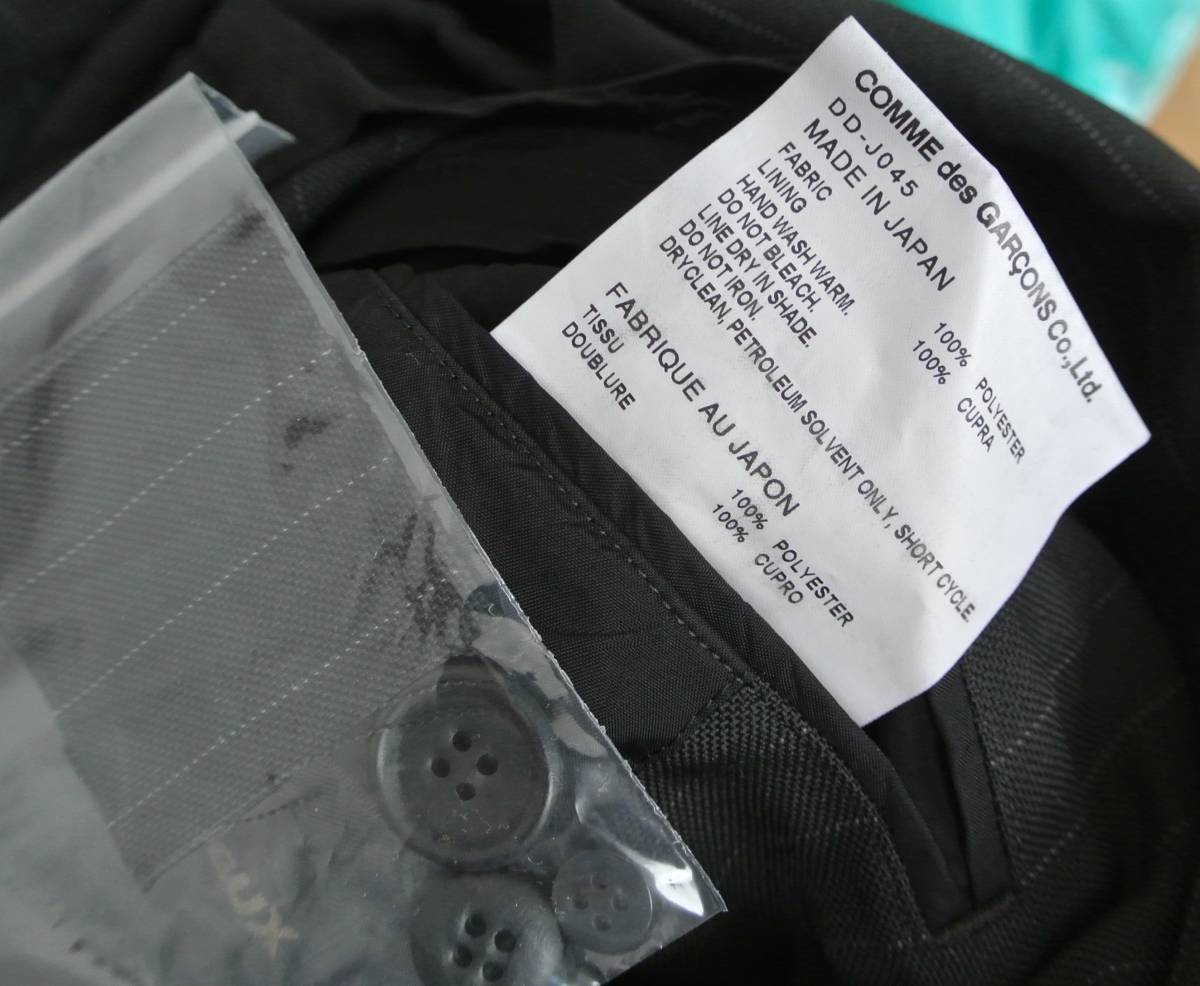 COMME des GARÇONS Co.,Ltd.
DD-J045
MADE IN JAPAN
FABRIC 100% POLYESTER
LINING 100% CUPRA
HAND WASH WARM.
DO NOT BLEACH.
LINE DRY IN SHADE.
DO NOT IRON.
DRYCLEAN, PETROLEUM SOLVENT ONLY, SHORT CYCLE.
FABRIQUE AU JAPON
TISSU 100% POLYESTER
DOUBLURE 100% CUPRO